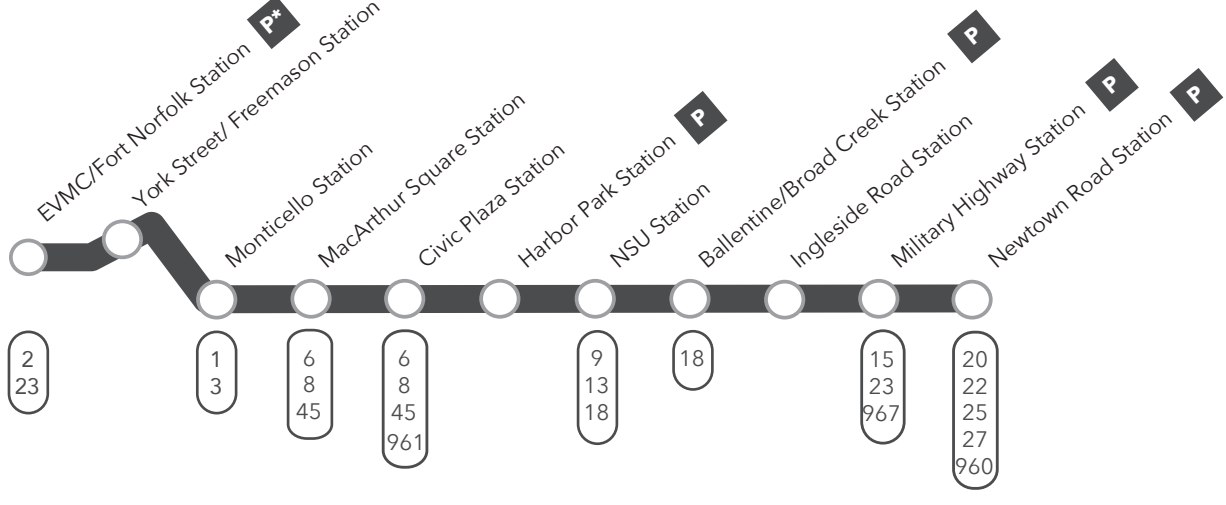 EVMC/Fort Norfolk Station
P*
York Street/ Freemason Station
Monticello Station
MacArthur Square Station
Civic Plaza Station
Harbor Park Station
P
NSU Station
Ballentine/Broad Creek Station
P
Ingleside Road Station
Military Highway Station
P
Newtown Road Station
P
2
23
1
3
6
8
45
6
8
45
961
9
13
18
18
15
23
967
20
22
25
27
960